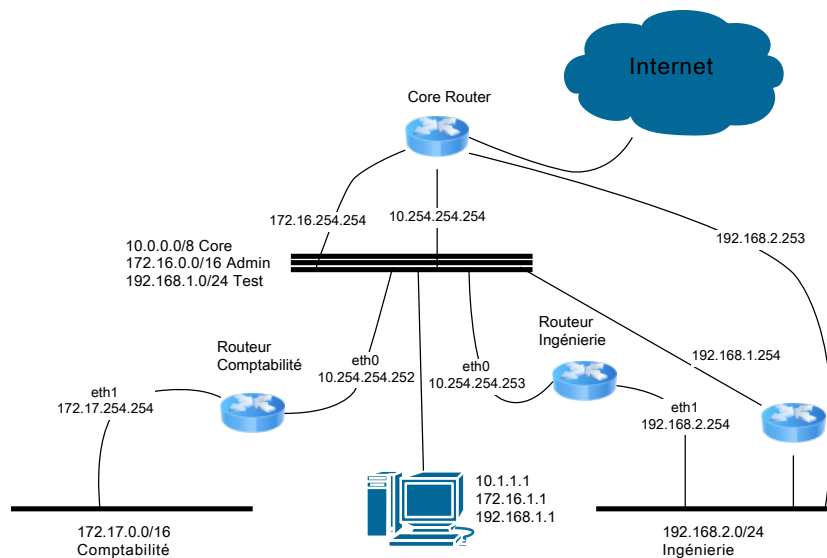 Internet
Core Router
172.16.254.254
10.254.254.254
192.168.2.253
10.0.0.0/8 Core
172.16.0.0/16 Admin
192.168.1.0/24 Test
Routeur
Comptabilité
eth0
10.254.254.252
eth0
10.254.254.253
Routeur
Ingénierie
192.168.1.254
eth1
172.17.254.254
eth1
192.168.2.254
10.1.1.1
172.16.1.1
192.168.1.1
172.17.0.0/16
Comptabilité
192.168.2.0/24
Ingénierie